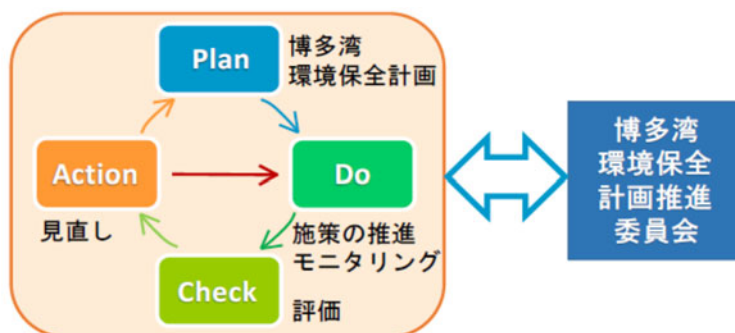 Plan
博多湾
環境保全計画
Action
見直し
Do
施策の推進
モニタリング
Check
評価
博多湾
環境保全
計画推進
委員会